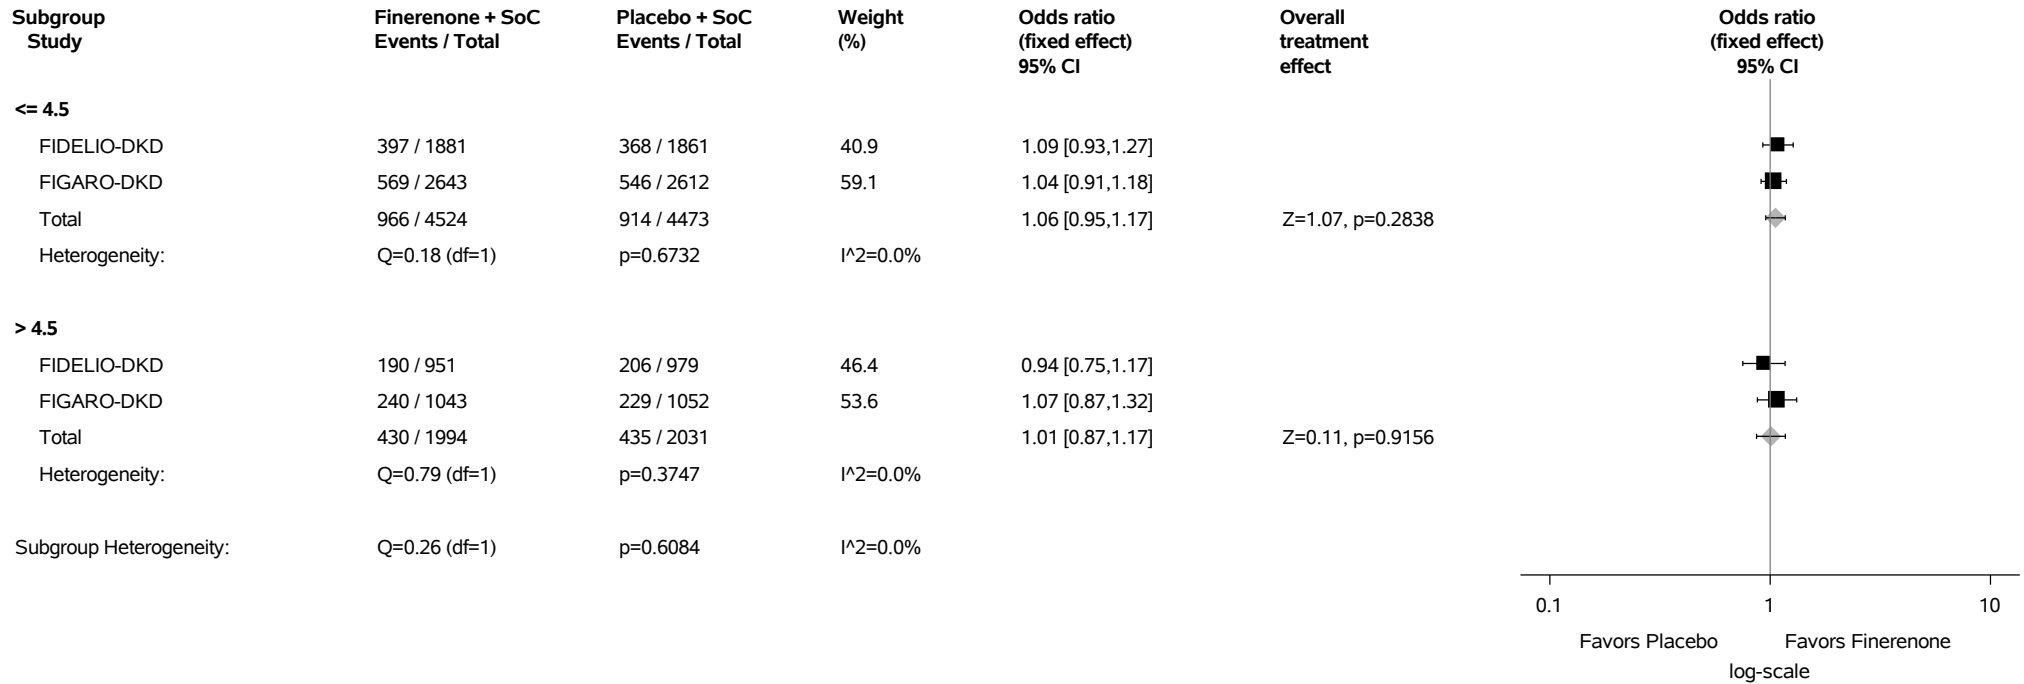 Subgroup Finerenone + SoC Placebo + SoC Weight Odds ratio Overall Odds ratio
Study Events / Total Events / Total (%) (fixed effect) treatment (fixed effect)
95% CI effect 95% CI
<= 4.5
FIDELIO-DKD 397 / 1881 368 / 1861 40.9 1.09 [0.93,1.27]
FIGARO-DKD 569 / 2643 546 / 2612 59.1 1.04 [0.91,1.18]
Total 966 / 4524 914 / 4473 1.06 [0.95,1.17] Z=1.07, p=0.2838
Heterogeneity: Q=0.18 (df=1) p=0.6732 I^2=0.0%
> 4.5
FIDELIO-DKD 190 / 951 206 / 979 46.4 0.94 [0.75,1.17]
FIGARO-DKD 240 / 1043 229 / 1052 53.6 1.07 [0.87,1.32]
Total 430 / 1994 435 / 2031 1.01 [0.87,1.17] Z=0.11, p=0.9156
Heterogeneity: Q=0.79 (df=1) p=0.3747 I^2=0.0%
Subgroup Heterogeneity: Q=0.26 (df=1) p=0.6084 I^2=0.0%
0.1 1 10
Favors Placebo Favors Finerenone
log-scale